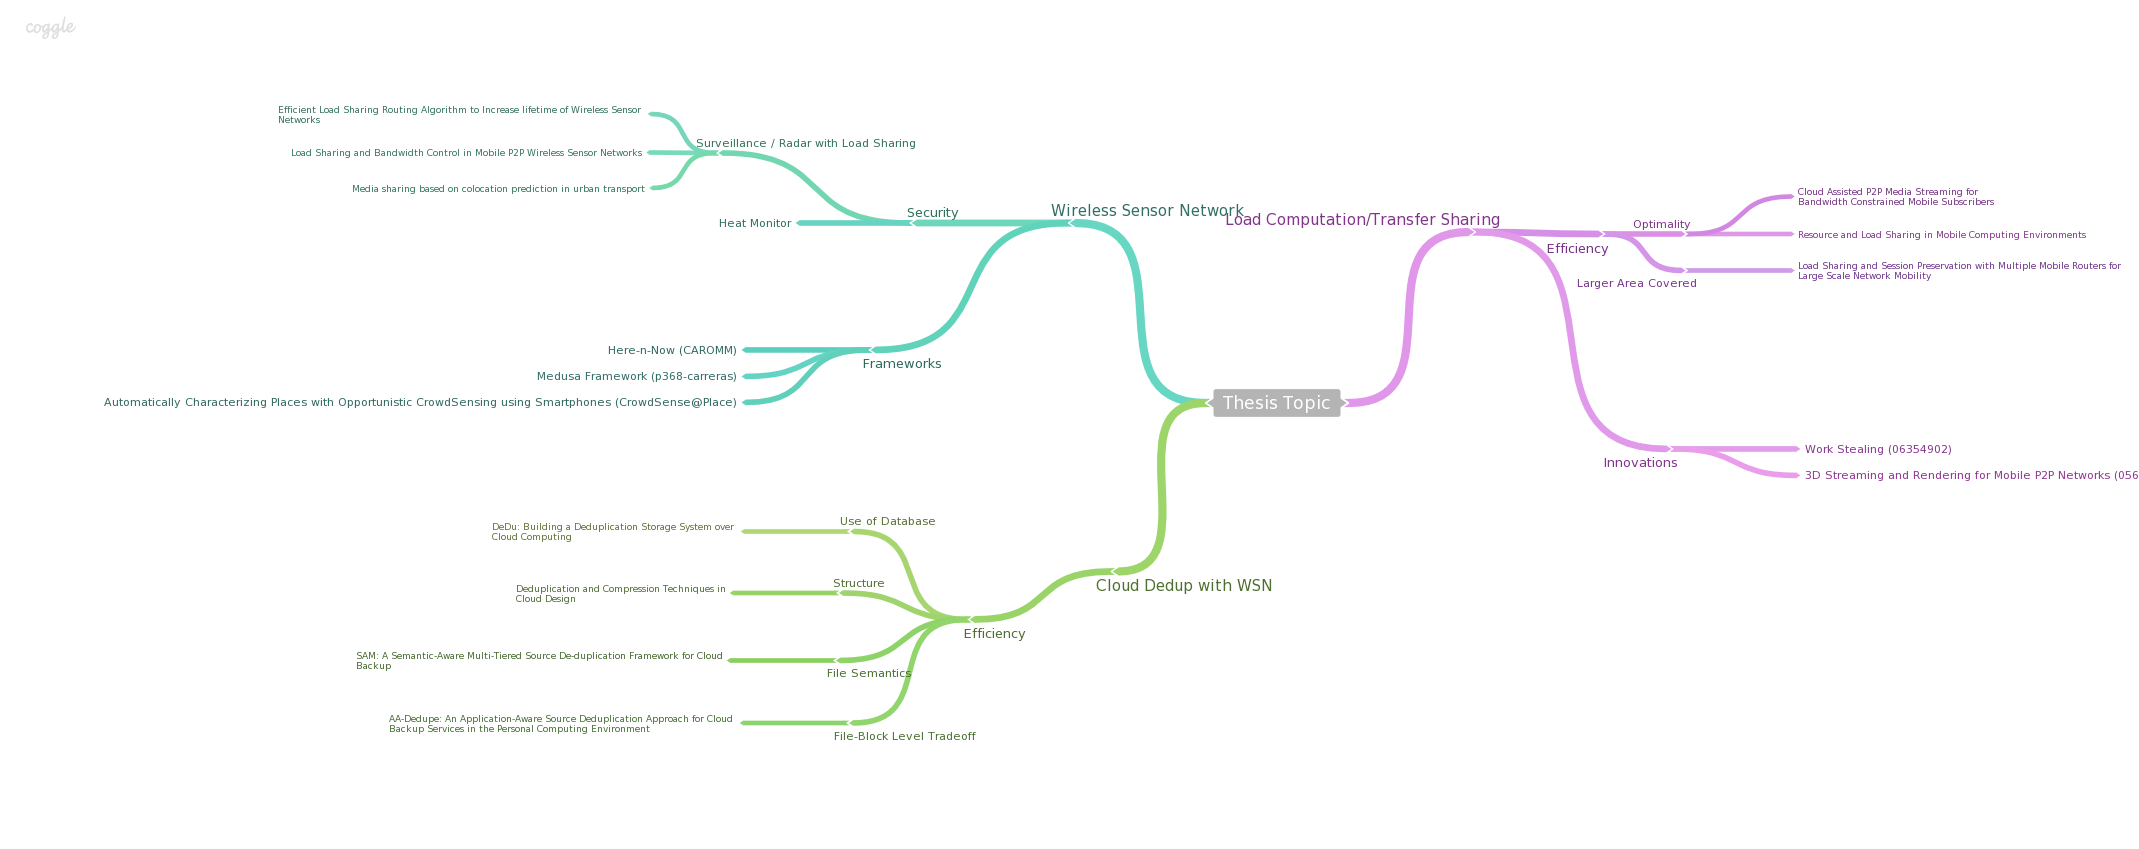 coggle
Efficient Load Sharing Routing Algorithm to Increase lifetime of Wireless Sensor
Networks
Surveillance / Radar with Load Sharing
Load Sharing and Bandwidth Control in Mobile P2P Wireless Sensor Networks
Media sharing based on colocation prediction in urban transport
Security
Heat Monitor
Wireless Sensor Network
Frameworks
Here-n-Now (CAROMM)
Medusa Framework (p368-carreras)
Automatically Characterizing Places with Opportunistic CrowdSensing using Smartphones (CrowdSense@Place)
Load Computation/Transfer Sharing
Efficiency
Optimality
Cloud Assisted P2P Media Streaming for
Bandwidth Constrained Mobile Subscribers
Resource and Load Sharing in Mobile Computing Environments
Larger Area Covered
Load Sharing and Session Preservation with Multiple Mobile Routers for
Large Scale Network Mobility
Innovations
Work Stealing (06354902)
3D Streaming and Rendering for Mobile P2P Networks (056
Thesis Topic
Cloud Dedup with WSN
Efficiency
Use of Database
DeDu: Building a Deduplication Storage System over
Cloud Computing
Structure
Deduplication and Compression Techniques in
Cloud Design
File Semantics
SAM: A Semantic-Aware Multi-Tiered Source De-duplication Framework for Cloud
Backup
File-Block Level Tradeoff
AA-Dedupe: An Application-Aware Source Deduplication Approach for Cloud
Backup Services in the Personal Computing Environment